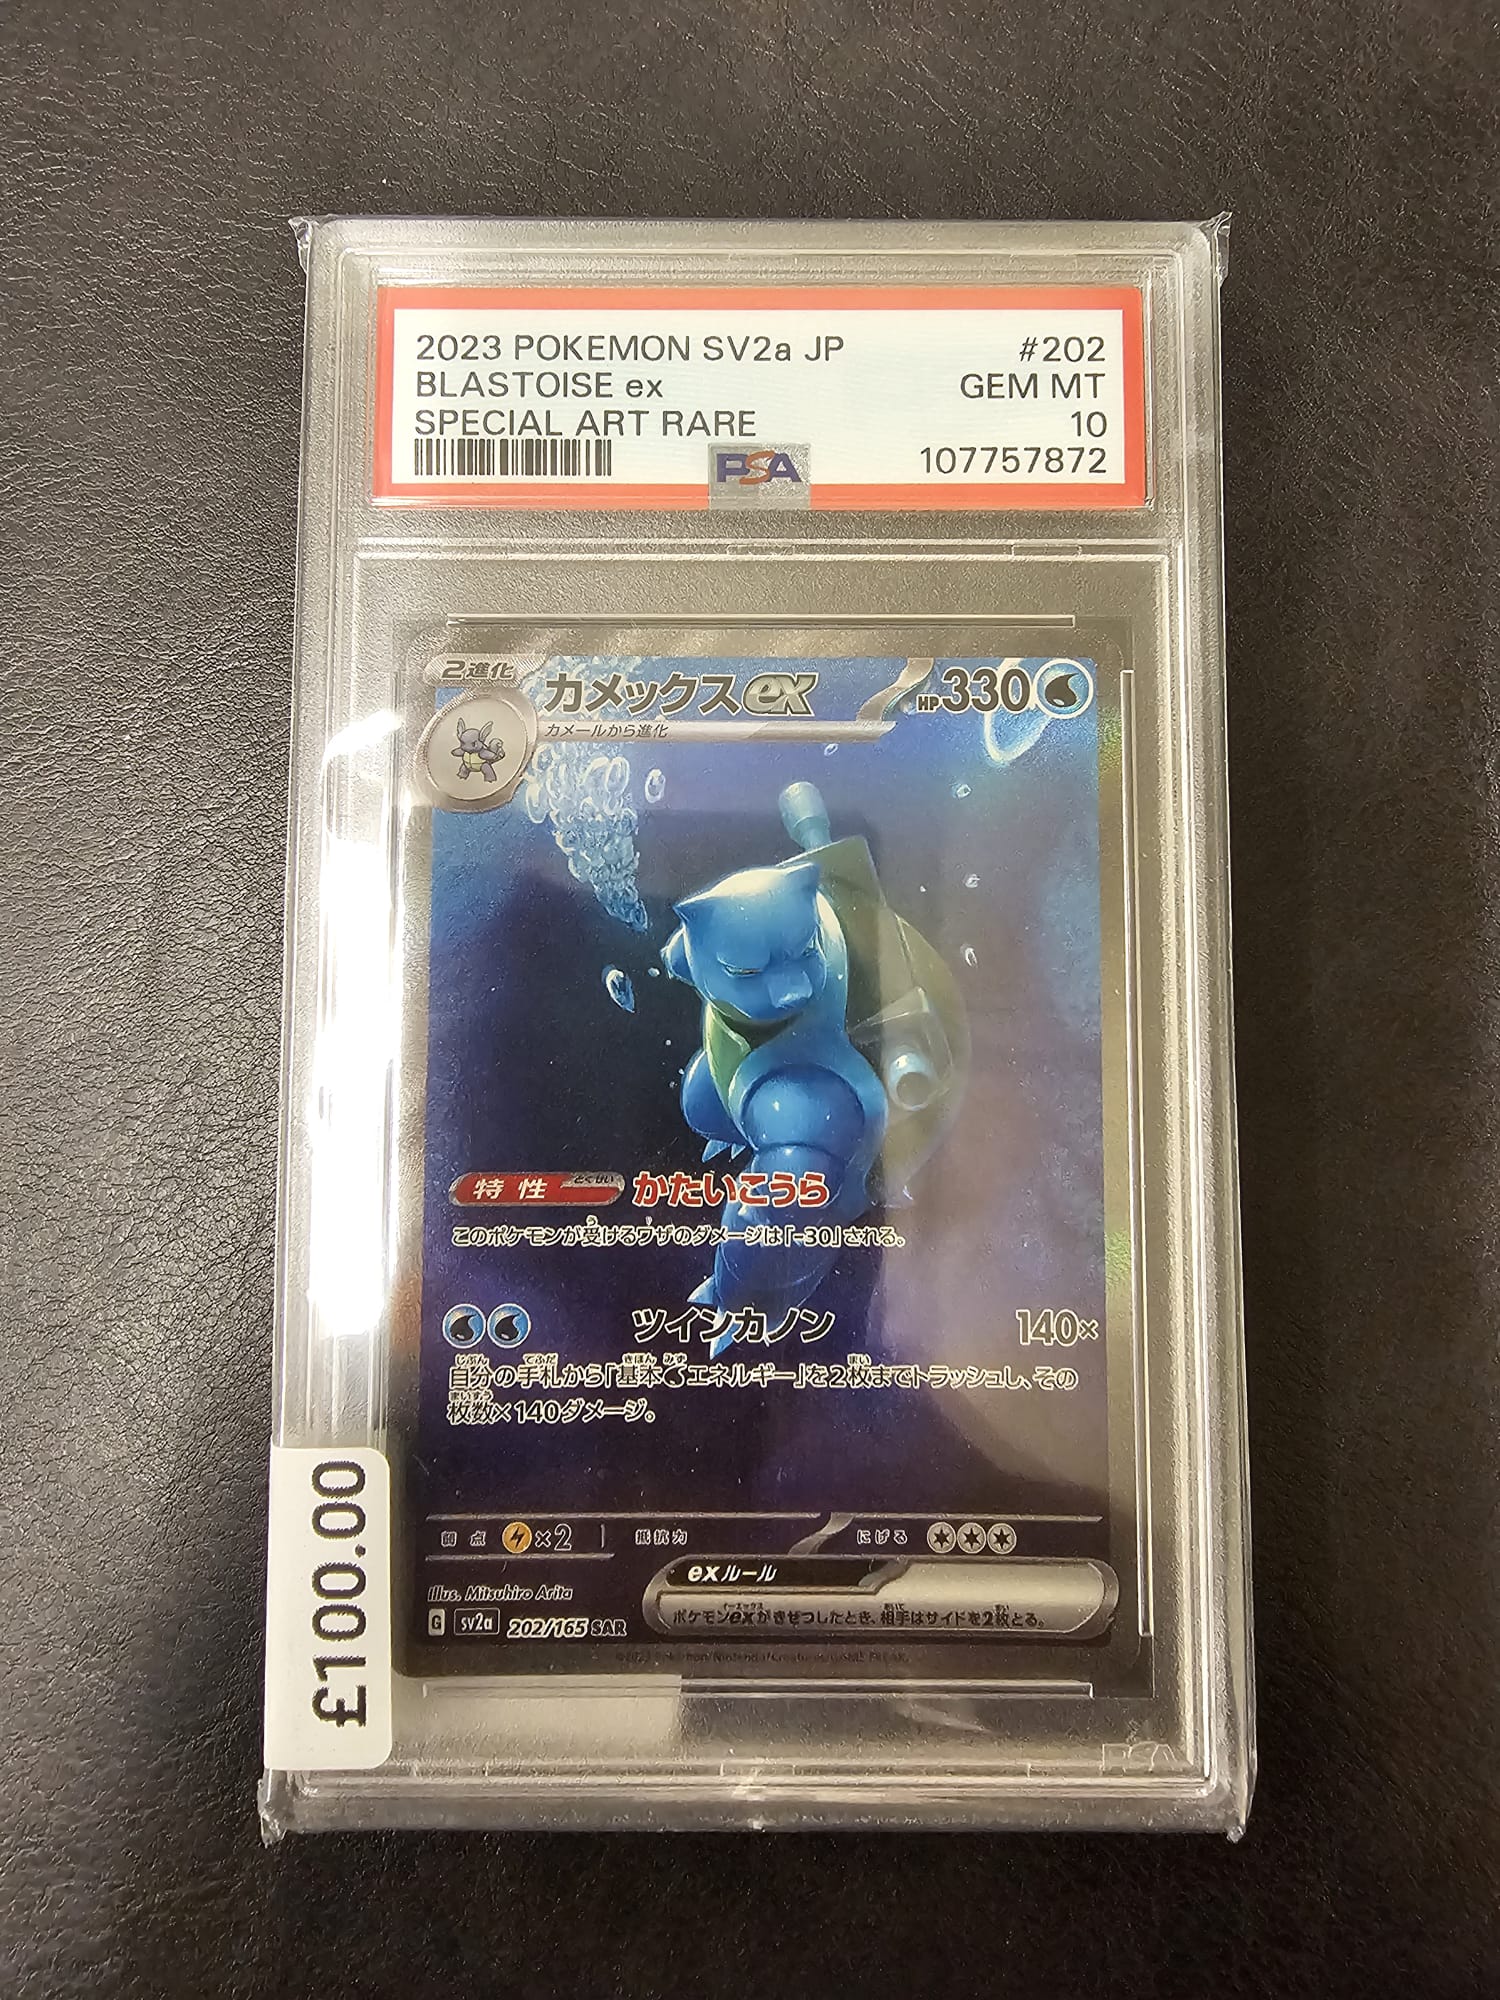 2023 POKEMON SV2a JP #202
BLASTOISE ex GEM MT
SPECIAL ART RARE 10
PSA 107757872
2進化 カメックスex HP330
カメールから進化
特性 とくせい かたいこうら
このポケモンが受けるワザのダメージは「-30」される。
ツインカノン 140×
自分の手札から「基本エネルギー」を2枚までトラッシュし、その
枚数×140ダメージ。
弱点 ×2 抵抗力 にげる
exルール
Illus. Mitsuhiro Arita
ポケモンexがきぜつしたとき、相手はサイドを2枚とる。
G sv2a 202/165 SAR
PSA
£100.00